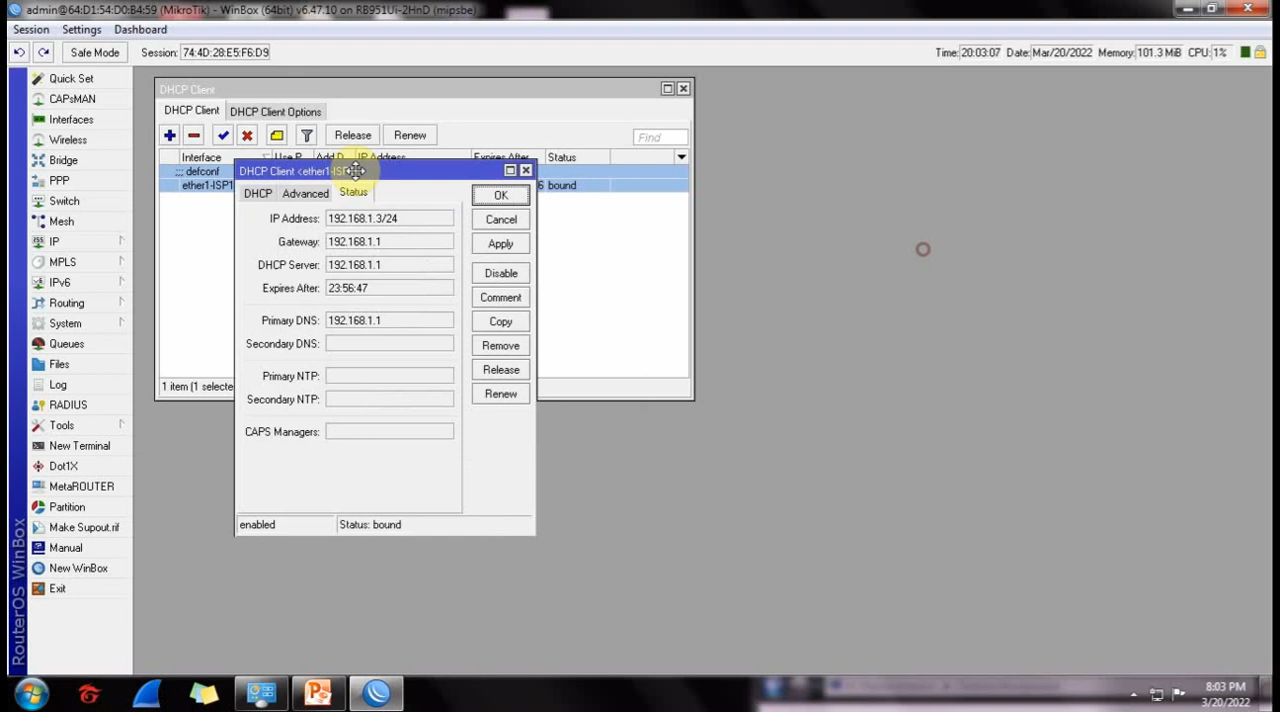 admin@64:D1:54:D0:B4:59 (MikroTik) - WinBox (64bit) v6.47.10 on RB951Ui-2HnD (mipsbe)
Session Settings Dashboard
Safe Mode Session: 74:4D:28:E5:F6:D9 Time: 20:03:07 Date: Mar/20/2022 Memory: 101.3 MiB CPU: 1%
Quick Set
CAPsMAN
Interfaces
Wireless
Bridge
PPP
Switch
Mesh
IP
MPLS
IPv6
Routing
System
Queues
Files
Log
RADIUS
Tools
New Terminal
Dot1X
MetaROUTER
Partition
Make Supout.rif
Manual
New WinBox
Exit
RouterOS WinBox
DHCP Client
DHCP Client DHCP Client Options
Release Renew Find
Interface Use P... Add D... IP Address Expires After Status
;;; defconf
ether1-ISP1 6 bound
1 item (1 selecte
DHCP Client <ether1-ISP
DHCP Advanced Status
IP Address: 192.168.1.3/24
Gateway: 192.168.1.1
DHCP Server: 192.168.1.1
Expires After: 23:56:47
Primary DNS: 192.168.1.1
Secondary DNS:
Primary NTP:
Secondary NTP:
CAPS Managers:
OK
Cancel
Apply
Disable
Comment
Copy
Remove
Release
Renew
enabled Status: bound
8:03 PM
3/20/2022